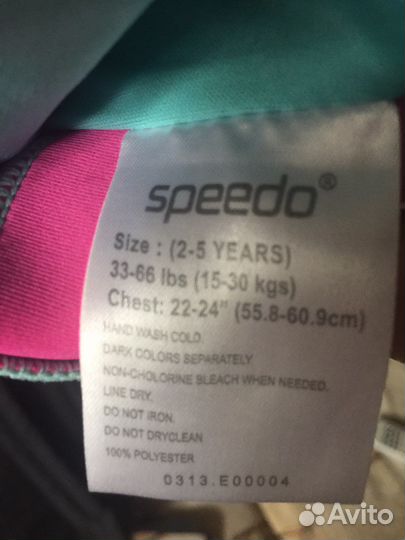 speedo®
Size : (2-5 YEARS)
33-66 lbs (15-30 kgs)
Chest: 22-24" (55.8-60.9cm)
HAND WASH COLD.
DARK COLORS SEPARATELY
NON-CHOLORINE BLEACH WHEN NEEDED.
LINE DRY.
DO NOT IRON.
DO NOT DRYCLEAN
100% POLYESTER
0313.E00004
Avito